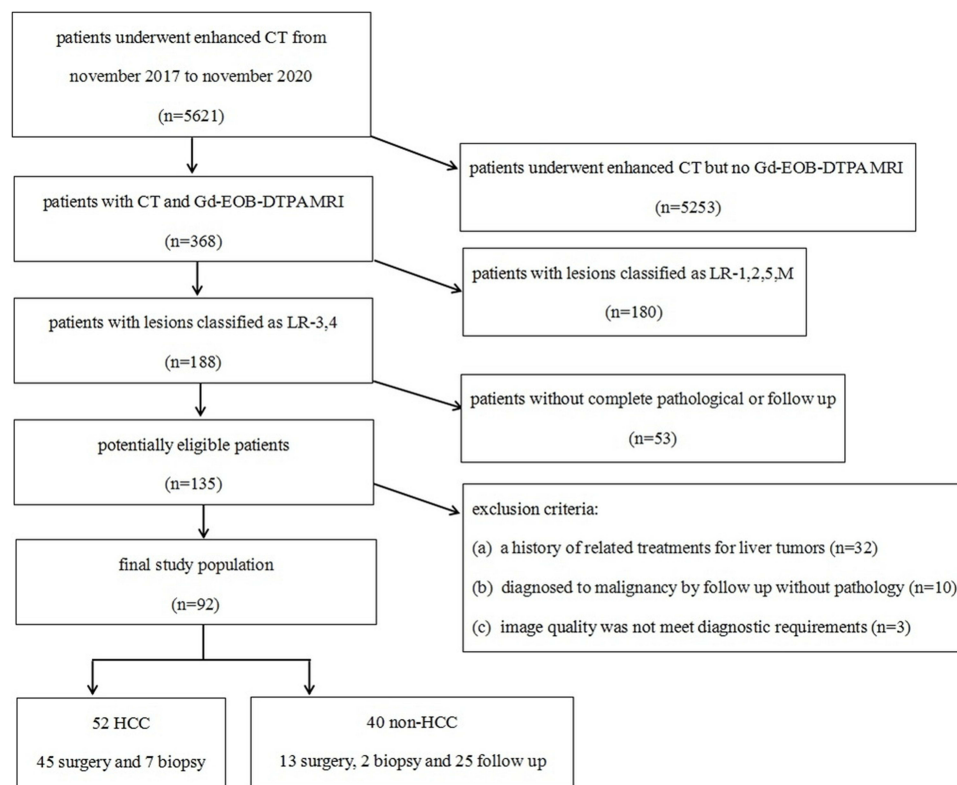 patients underwent enhanced CT from
november 2017 to november 2020
(n=5621)
patients underwent enhanced CT but no Gd-EOB-DTPA MRI
(n=5253)
patients with CT and Gd-EOB-DTPAMRI
(n=368)
patients with lesions classified as LR-1,2,5,M
(n=180)
patients with lesions classified as LR-3,4
(n=188)
patients without complete pathological or follow up
(n=53)
potentially eligible patients
(n=135)
exclusion criteria:
(a) a history of related treatments for liver tumors (n=32)
(b) diagnosed to malignancy by follow up without pathology (n=10)
(c) image quality was not meet diagnostic requirements (n=3)
final study population
(n=92)
52 HCC
45 surgery and 7 biopsy
40 non-HCC
13 surgery, 2 biopsy and 25 follow up